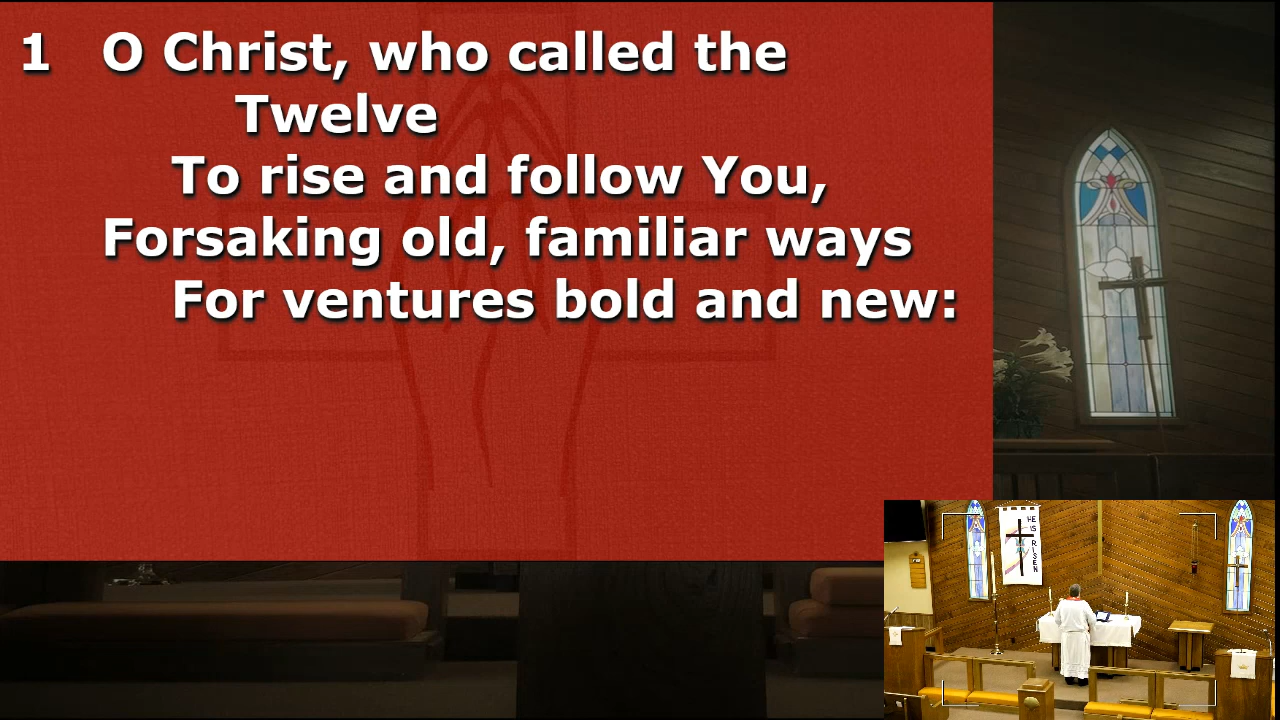 1 O Christ, who called the
Twelve
To rise and follow You,
Forsaking old, familiar ways
For ventures bold and new:
HE
IS
RISEN